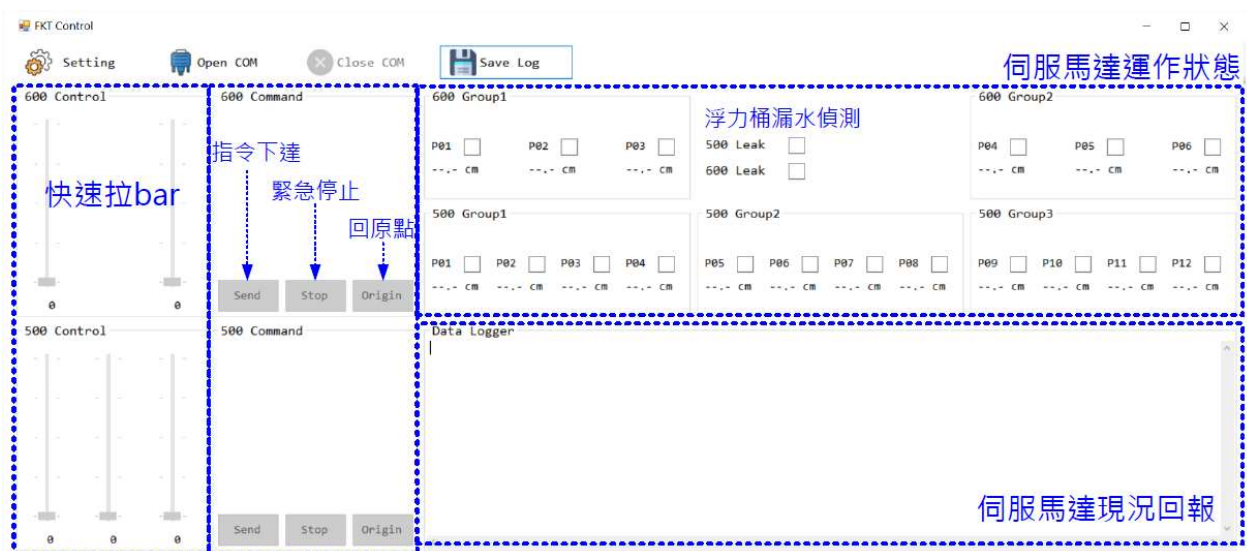 FKT Control
Setting
Open COM
Close COM
Save Log
伺服馬達運作狀態
600 Control
快速拉bar
0 0
600 Command
指令下達
緊急停止
回原點
Send Stop Origin
600 Group1
P01 P02 P03
--.- cm --.- cm --.- cm
浮力桶漏水偵測
500 Leak
600 Leak
600 Group2
P04 P05 P06
--.- cm --.- cm --.- cm
500 Group1
P01 P02 P03 P04
--.- cm --.- cm --.- cm --.- cm
500 Group2
P05 P06 P07 P08
--.- cm --.- cm --.- cm --.- cm
500 Group3
P09 P10 P11 P12
--.- cm --.- cm --.- cm --.- cm
500 Control
0 0 0
500 Command
Send Stop Origin
Data Logger
伺服馬達現況回報